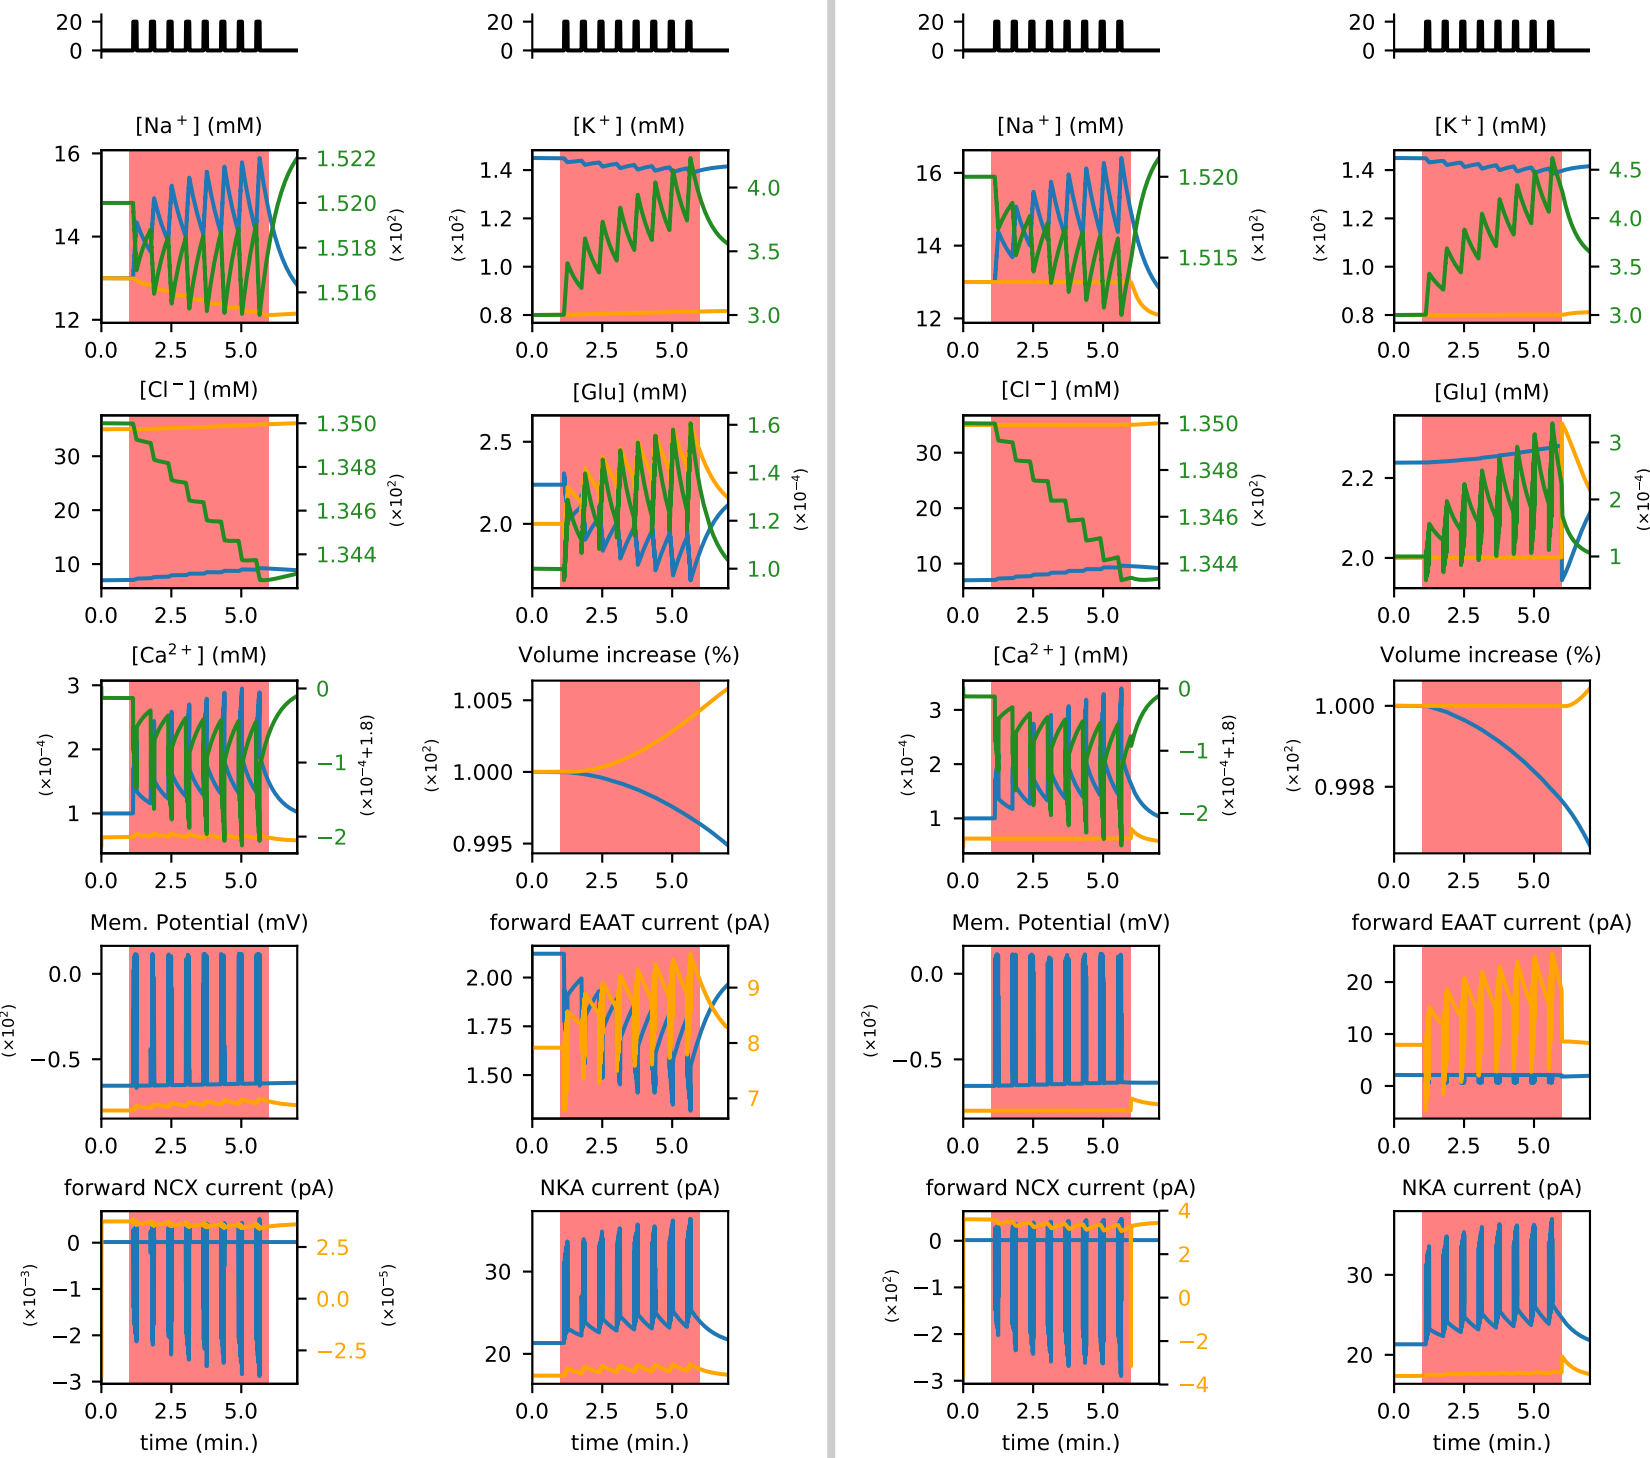 20 20 20 20
0 0 0 0
[Na⁺] (mM) [K⁺] (mM) [Na⁺] (mM) [K⁺] (mM)
16 14 12 1.522 1.520 1.518 1.516 (×10²) 0.0 2.5 5.0
(×10²) 1.4 1.2 1.0 0.8 4.0 3.5 3.0 0.0 2.5 5.0
16 14 12 1.520 1.515 (×10²) 0.0 2.5 5.0
(×10²) 1.4 1.2 1.0 0.8 4.5 4.0 3.5 3.0 0.0 2.5 5.0
[Cl⁻] (mM) [Glu] (mM) [Cl⁻] (mM) [Glu] (mM)
30 20 10 1.350 1.348 1.346 1.344 (×10²) 0.0 2.5 5.0
2.5 2.0 1.6 1.4 1.2 1.0 (×10⁻⁴) 0.0 2.5 5.0
30 20 10 1.350 1.348 1.346 1.344 (×10²) 0.0 2.5 5.0
2.2 2.0 3 2 1 (×10⁻⁴) 0.0 2.5 5.0
[Ca²⁺] (mM) Volume increase (%) [Ca²⁺] (mM) Volume increase (%)
(×10⁻⁴) 3 2 1 0 −1 −2 (×10⁻⁴+1.8) 0.0 2.5 5.0
(×10²) 1.005 1.000 0.995 0.0 2.5 5.0
(×10⁻⁴) 3 2 1 0 −1 −2 (×10⁻⁴+1.8) 0.0 2.5 5.0
(×10²) 1.000 0.998 0.0 2.5 5.0
Mem. Potential (mV) forward EAAT current (pA) Mem. Potential (mV) forward EAAT current (pA)
(×10²) 0.0 −0.5 0.0 2.5 5.0
2.00 1.75 1.50 9 8 7 0.0 2.5 5.0
(×10²) 0.0 −0.5 0.0 2.5 5.0
20 10 0 0.0 2.5 5.0
forward NCX current (pA) NKA current (pA) forward NCX current (pA) NKA current (pA)
(×10⁻³) 0 −1 −2 −3 2.5 0.0 −2.5 (×10⁻⁵) 0.0 2.5 5.0
30 20 0.0 2.5 5.0
(×10²) 0 −1 −2 −3 4 2 0 −2 −4 0.0 2.5 5.0
30 20 0.0 2.5 5.0
time (min.) time (min.) time (min.) time (min.)